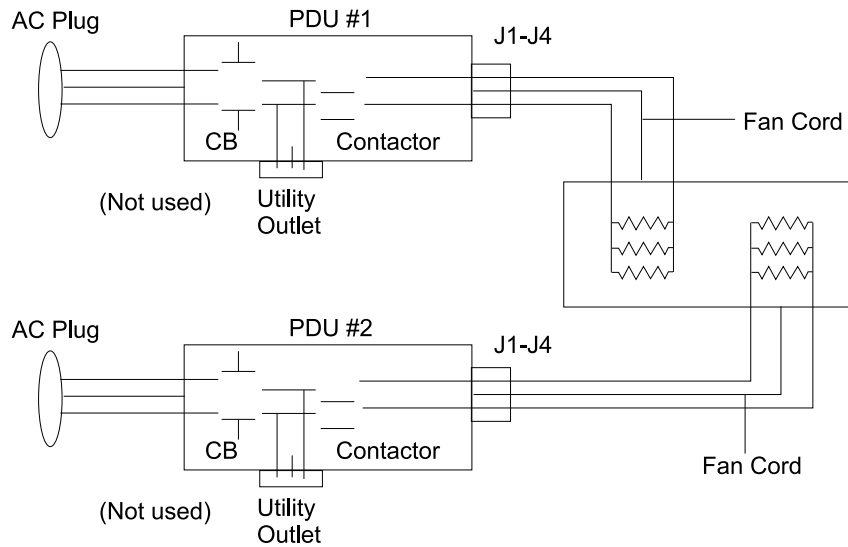 AC Plug
PDU #1
J1-J4
CB
Contactor
Fan Cord
(Not used)
Utility
Outlet
AC Plug
PDU #2
J1-J4
CB
Contactor
Fan Cord
(Not used)
Utility
Outlet